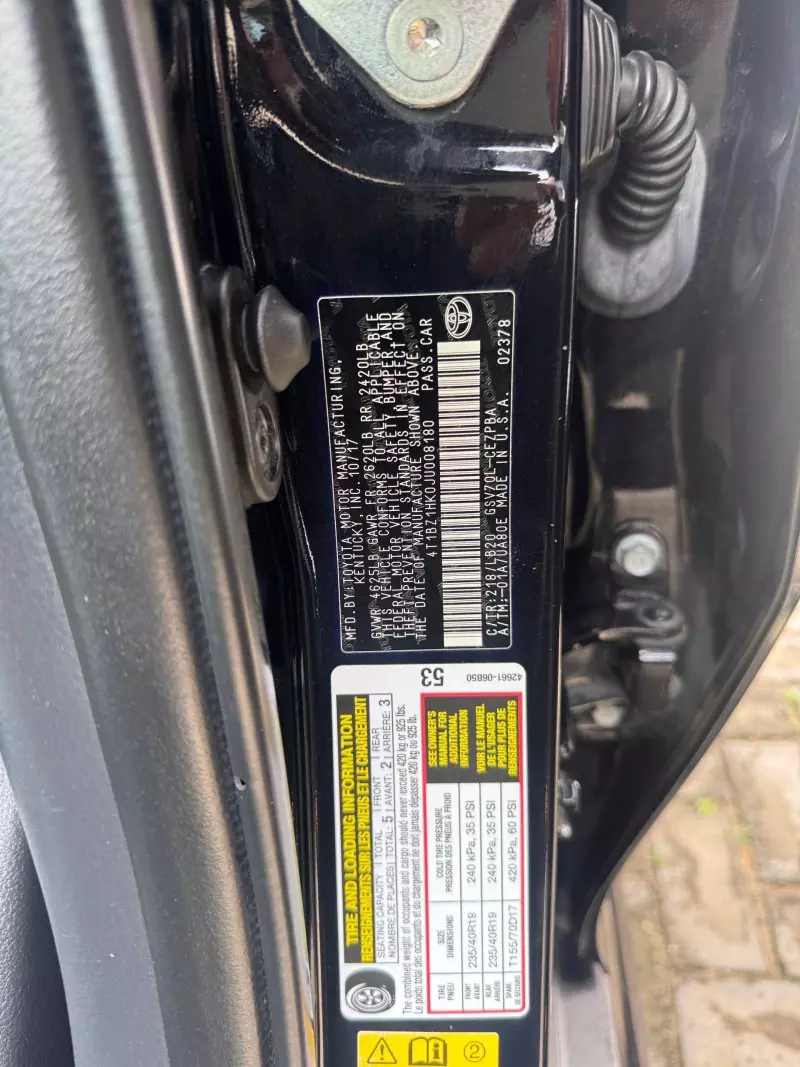 MFD.BY:TOYOTA MOTOR MANUFACTURING,
KENTUCKY, INC. 10/17
GVWR 4625LB GAWR FR 2620LB RR 2420LB
THIS VEHICLE CONFORMS TO ALL APPLICABLE
FEDERAL MOTOR VEHICLE SAFETY BUMPER,AND
THEFT PREVENTION STANDARDS IN EFFECT ON
THE DATE OF MANUFACTURE SHOWN ABOVE.
4T1BZ1HK0JU008180 PASS.CAR
C/TR:218/LB20 GSV70L-CEZPBA
A/TM:-01A/UA80E MADE IN U.S.A. 02378
TIRE AND LOADING INFORMATION
RENSEIGNEMENTS SUR LES PNEUS ET LE CHARGEMENT
53
SEATING CAPACITY TOTAL FRONT REAR
NOMBRE DE PLACES TOTAL: 5 AVANT: 2 ARRIÈRE: 3
The combined weight of occupants and cargo should never exceed 420 kg or 925 lbs.
Le poids total des occupants et du chargement ne doit jamais dépasser 420 kg ou 925 lb.
42661-06B50
TIRE SIZE COLD TIRE PRESSURE
PNEU DIMENSIONS PRESSION DES PNEUS À FROID
FRONT
AVANT 235/40R19 240 kPa, 35 PSI
REAR
ARRIÈRE 235/40R19 240 kPa, 35 PSI
SPARE
DE SECOURS T155/70D17 420 kPa, 60 PSI
SEE OWNER'S
MANUAL FOR
ADDITIONAL
INFORMATION
VOIR LE MANUEL
DE L'USAGER
POUR PLUS DE
RENSEIGNEMENTS
2